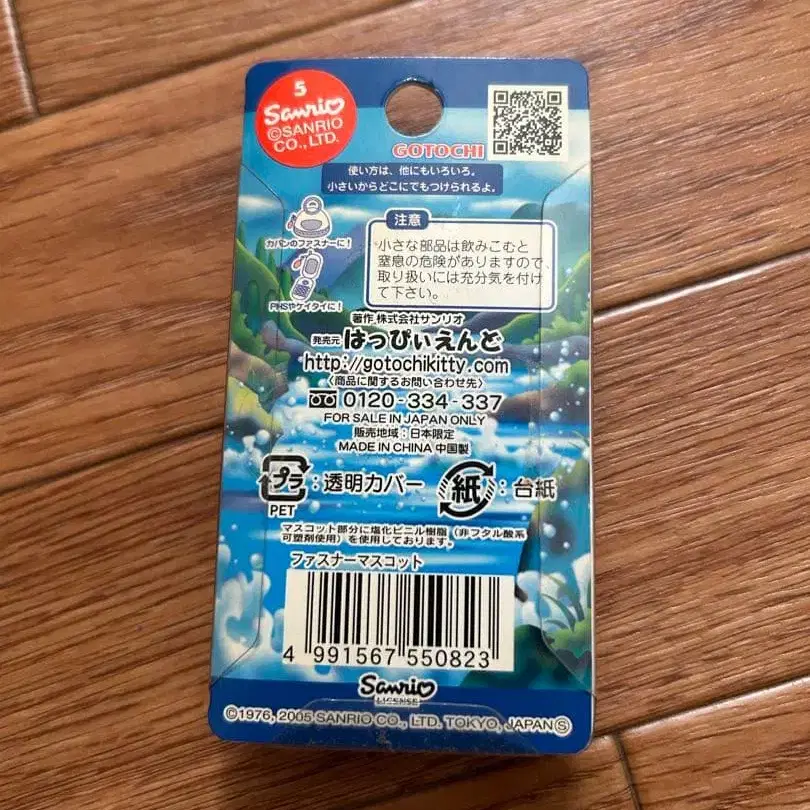 5
Sanrio
©SANRIO
CO., LTD.
GOTOCHI
使い方は、他にもいろいろ。
小さいからどこにでもつけられるよ。
カバンのファスナーに!
PHSやケイタイに!
注意
小さな部品は飲みこむと
窒息の危険がありますので、
取り扱いには充分気を付け
て下さい。
著作 株式会社サンリオ
発売元 はっぴぃえんど
http://gotochikitty.com
〈商品に関するお問い合わせ先〉
0120-334-337
FOR SALE IN JAPAN ONLY
販売地域:日本限定
MADE IN CHINA 中国製
プラ:透明カバー
PET
紙:台紙
マスコット部分に塩化ビニル樹脂(非フタル酸系
可塑剤使用)を使用しております。
ファスナーマスコット
4 991567 550823
Sanrio
LICENSE
©1976, 2005 SANRIO CO., LTD. TOKYO, JAPAN Ⓢ